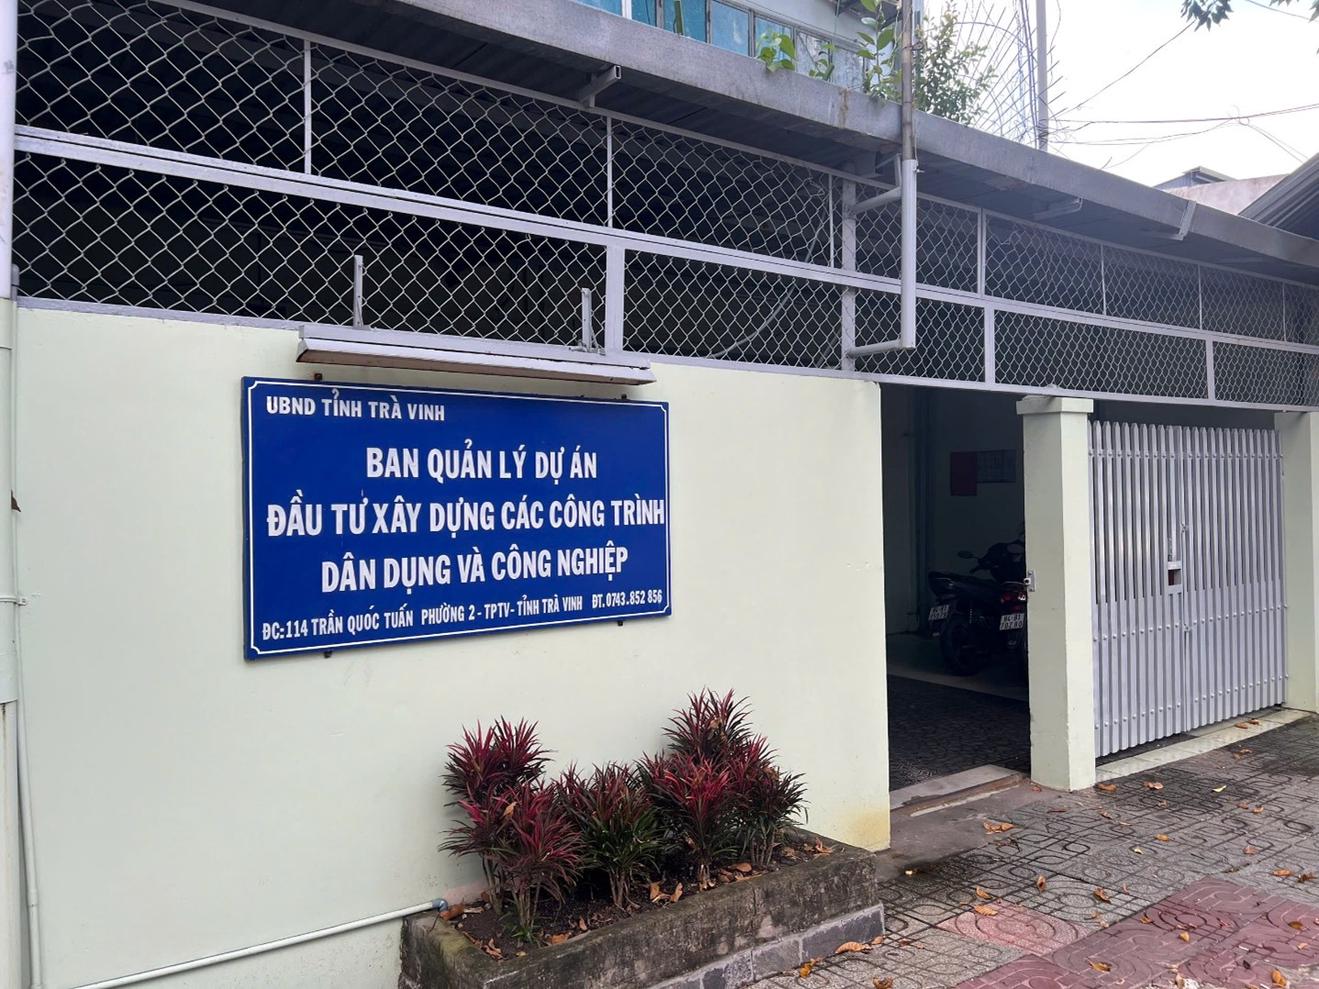 UBND TỈNH TRÀ VINH
BAN QUẢN LÝ DỰ ÁN
ĐẦU TƯ XÂY DỰNG CÁC CÔNG TRÌNH
DÂN DỤNG VÀ CÔNG NGHIỆP
ĐC:114 TRẦN QUỐC TUẤN PHƯỜNG 2 - TPTV- TỈNH TRÀ VINH ĐT. 0743.852 856